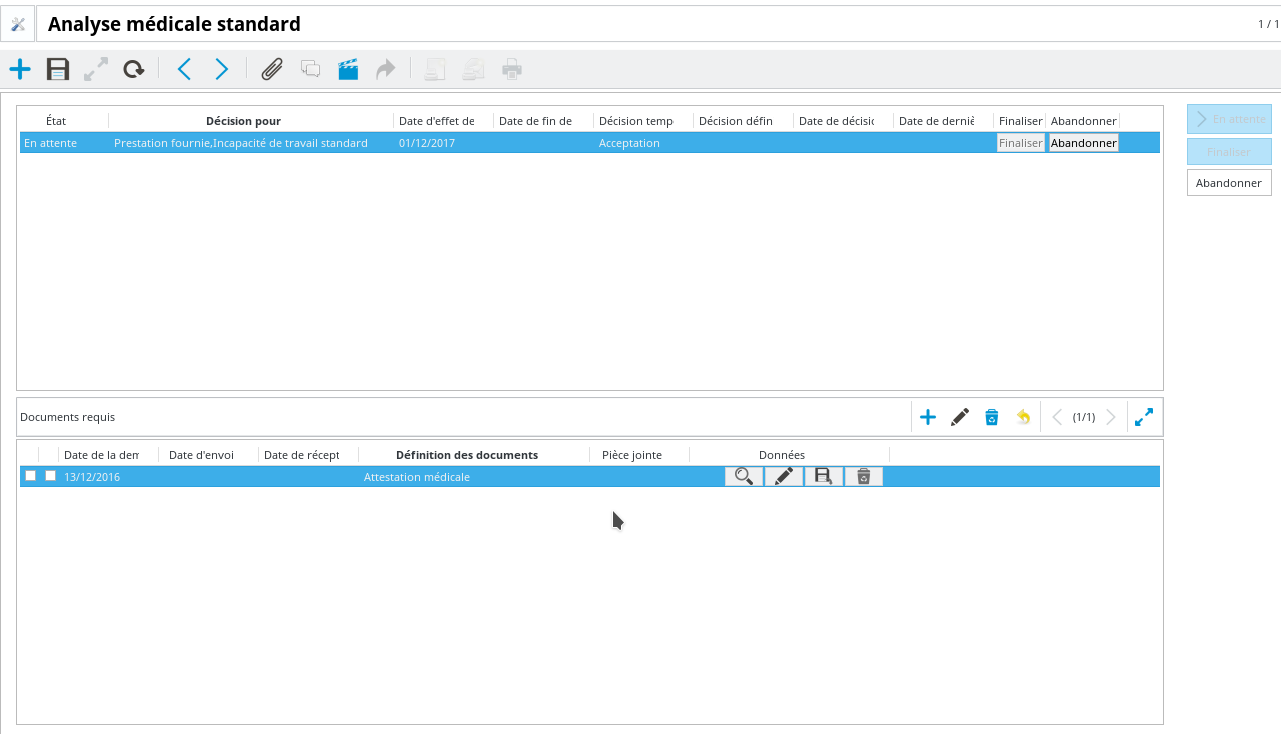 Analyse médicale standard
1 / 1
État Décision pour Date d'effet de Date de fin de Décision temp Décision défin Date de décisi Date de derniè Finaliser Abandonner
En attente Prestation fournie,Incapacité de travail standard 01/12/2017 Acceptation Finaliser Abandonner
En attente
Finaliser
Abandonner
Documents requis (1/1)
Date de la dem Date d'envoi Date de récept Définition des documents Pièce jointe Données
13/12/2016 Attestation médicale